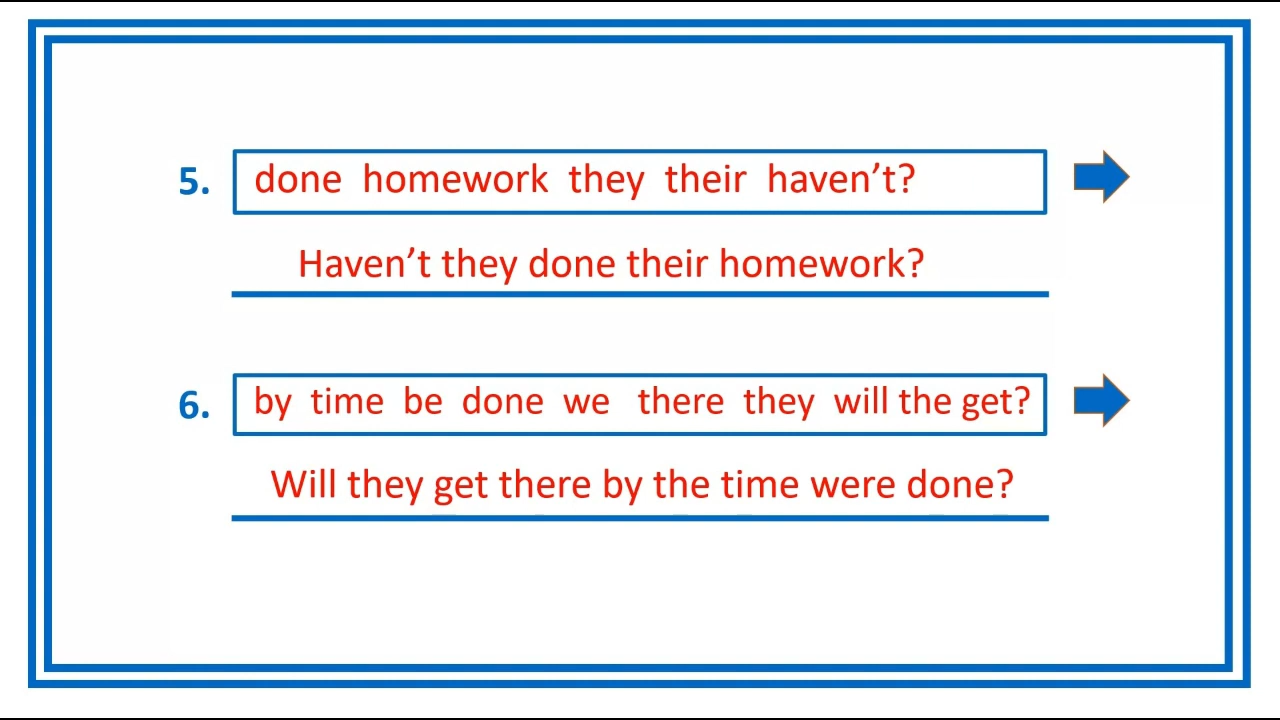 5. done homework they their haven't?
Haven't they done their homework?
6. by time be done we there they will the get?
Will they get there by the time were done?